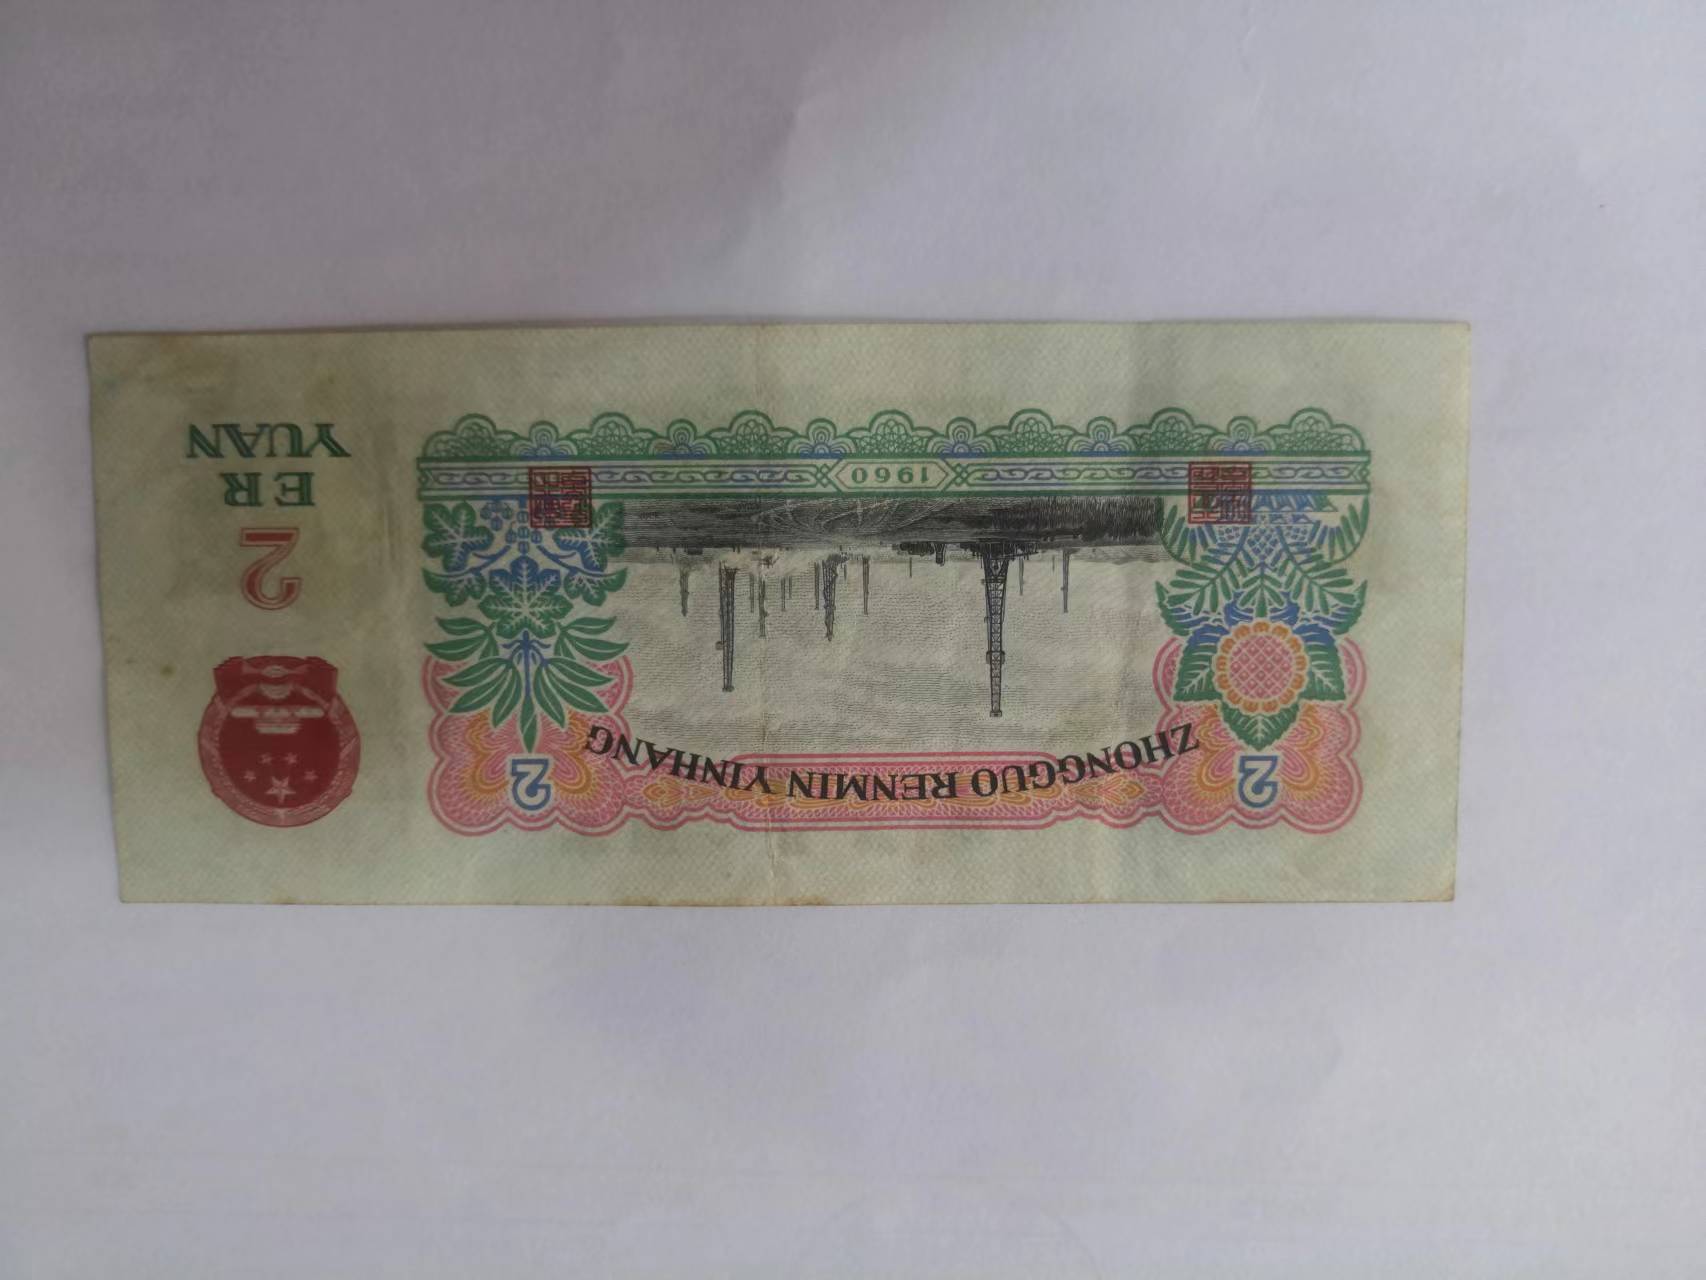 ZHONGGUO RENMIN YINHANG
2
2
1960
2
ER
YUAN